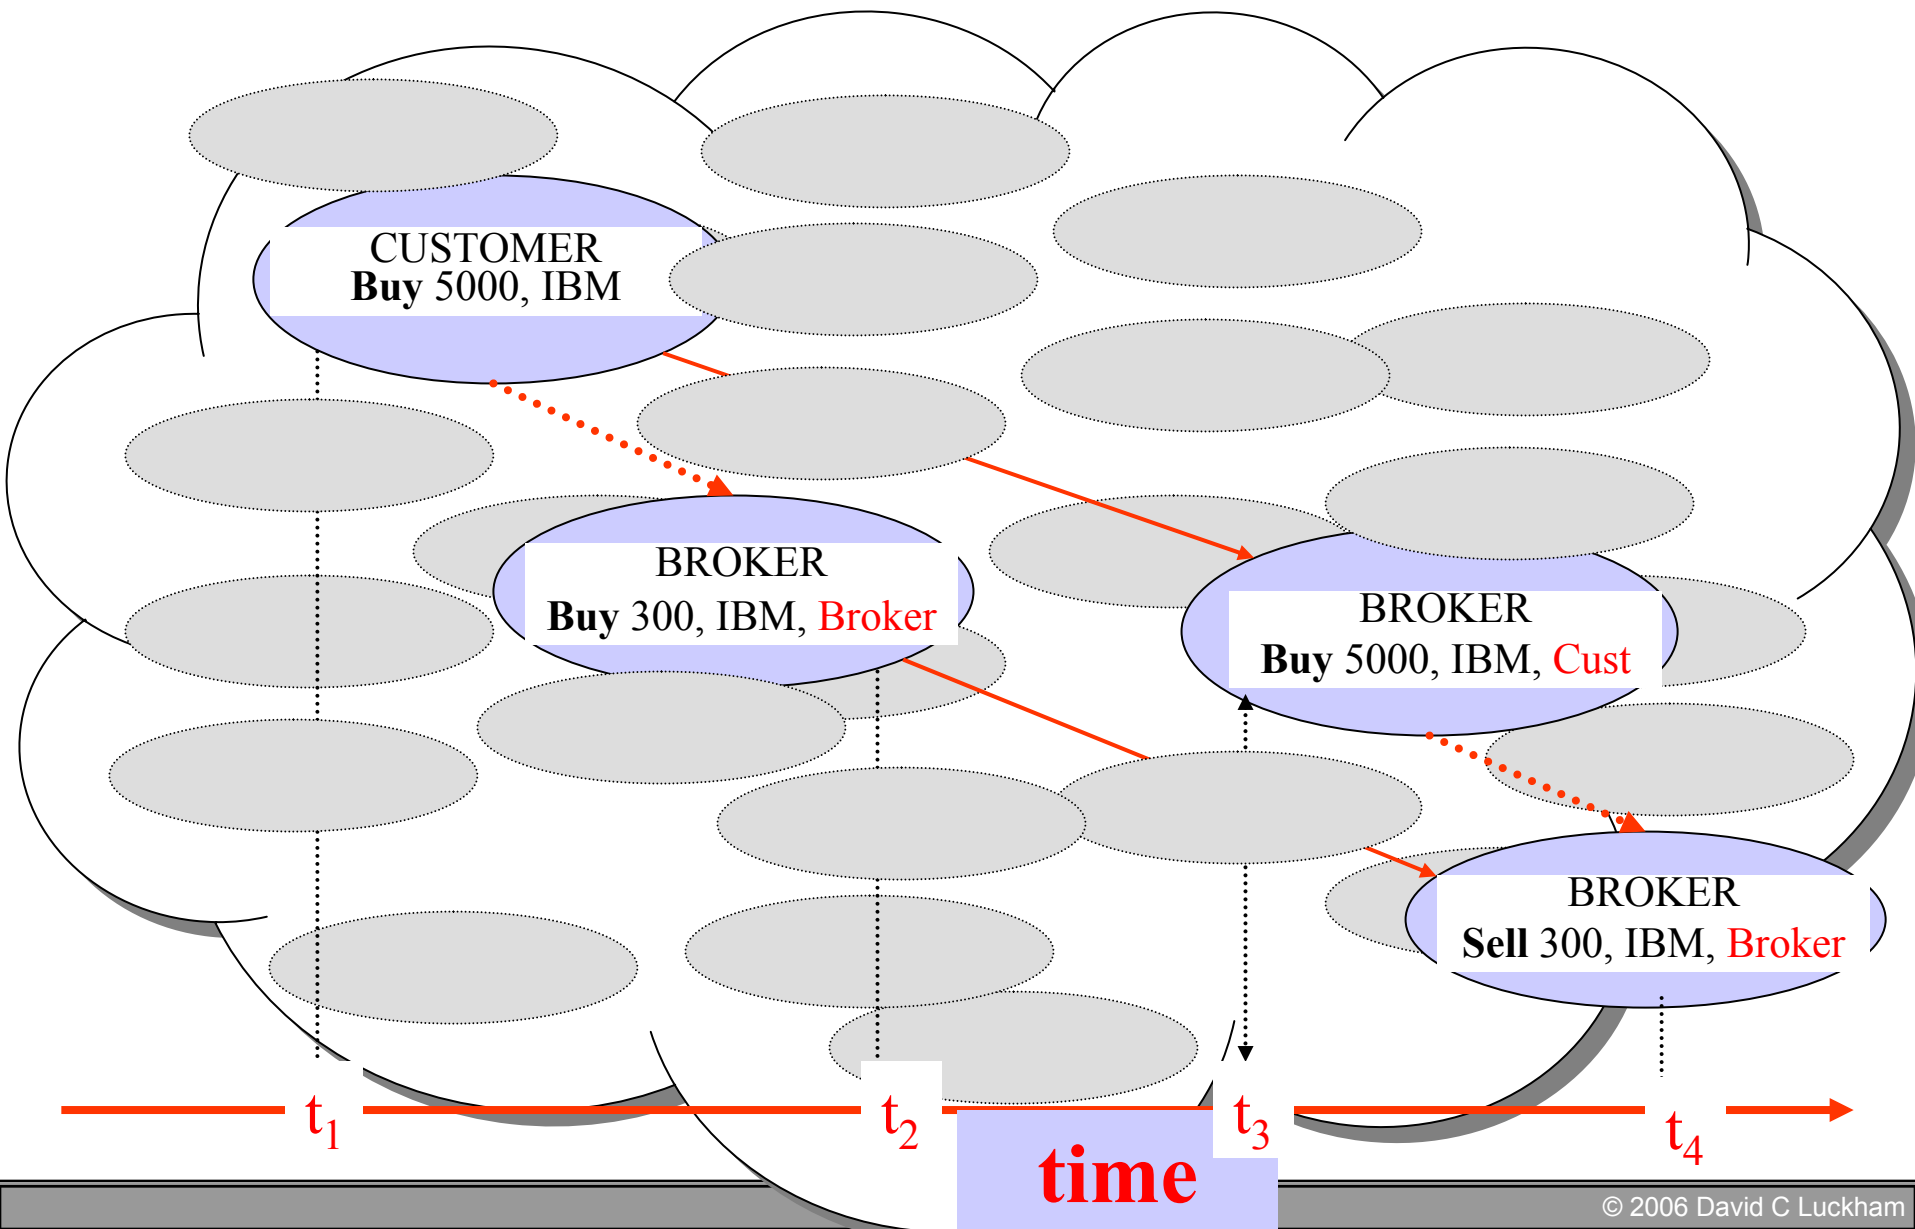 CUSTOMER
Buy 5000, IBM
BROKER
Buy 300, IBM, Broker
BROKER
Buy 5000, IBM, Cust
BROKER
Sell 300, IBM, Broker
t1
t2
t3
t4
time
© 2006 David C Luckham